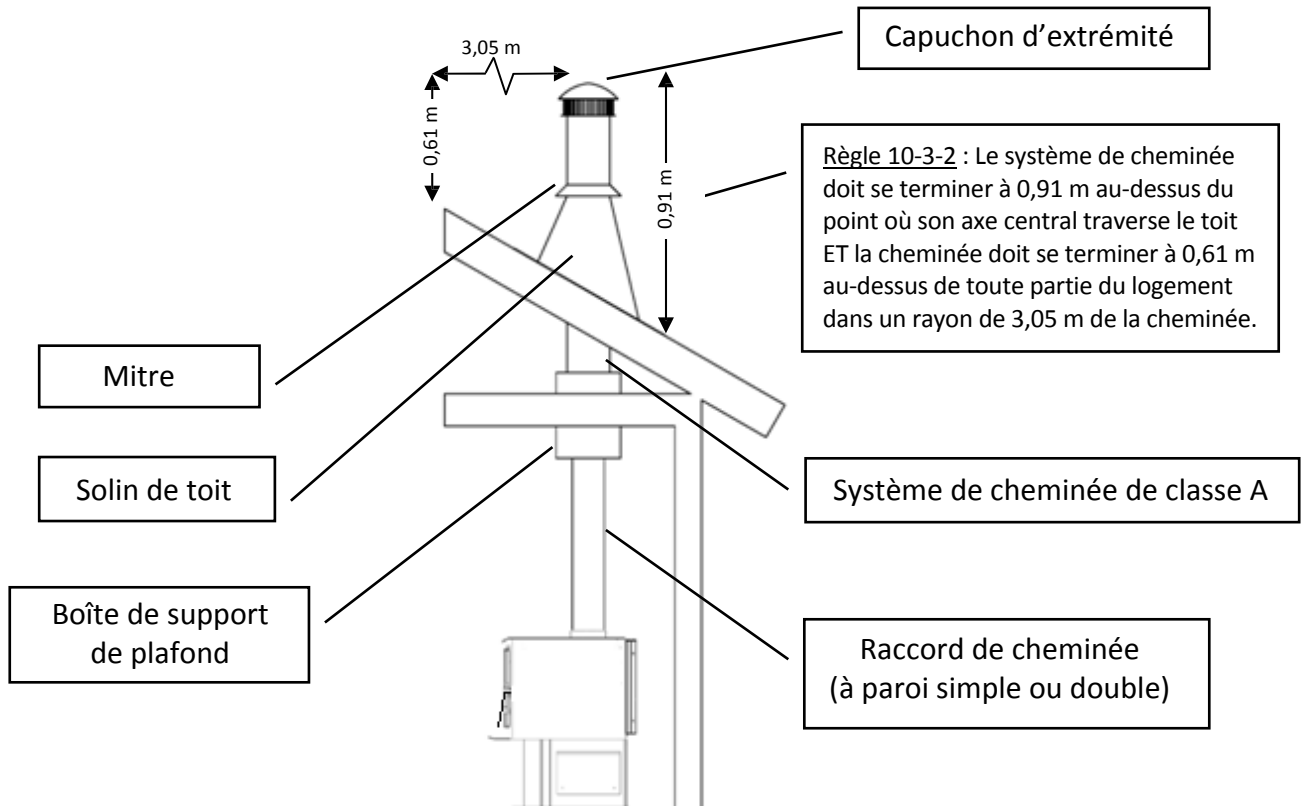 3,05 m
Capuchon d’extrémité
0,61 m
0,91 m
Règle 10-3-2 : Le système de cheminée
doit se terminer à 0,91 m au-dessus du
point où son axe central traverse le toit
ET la cheminée doit se terminer à 0,61 m
au-dessus de toute partie du logement
dans un rayon de 3,05 m de la cheminée.
Mitre
Solin de toit
Système de cheminée de classe A
Boîte de support
de plafond
Raccord de cheminée
(à paroi simple ou double)